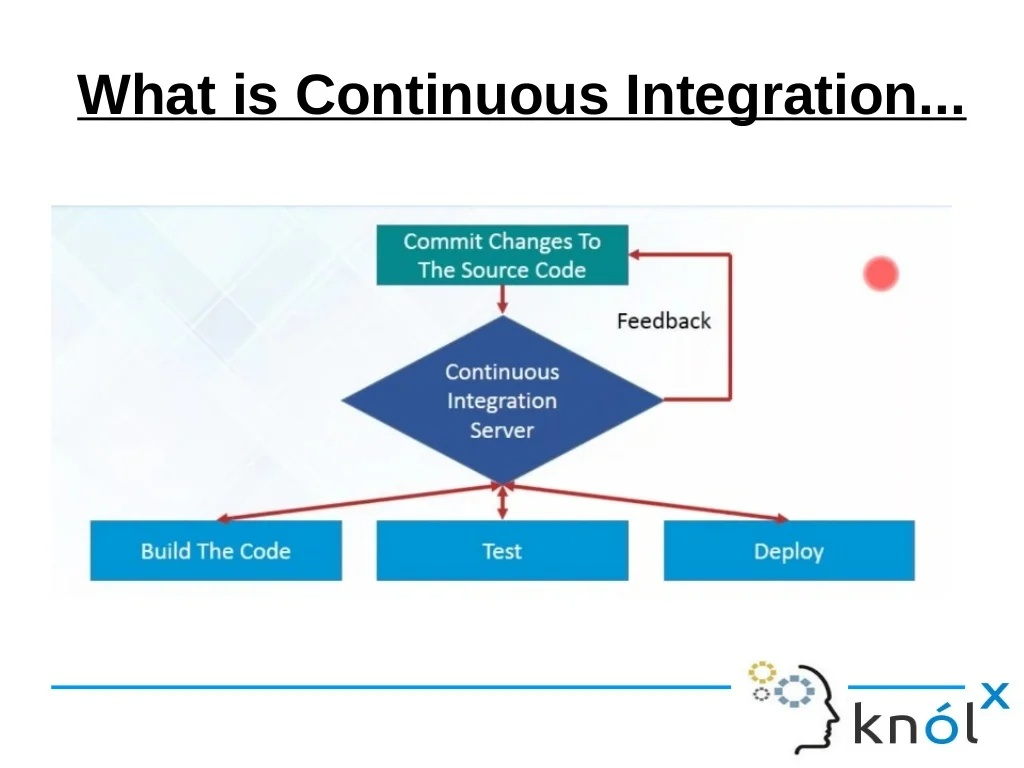 What is Continuous Integration...
Commit Changes To
The Source Code
Feedback
Continuous
Integration
Server
Build The Code
Test
Deploy
knólx